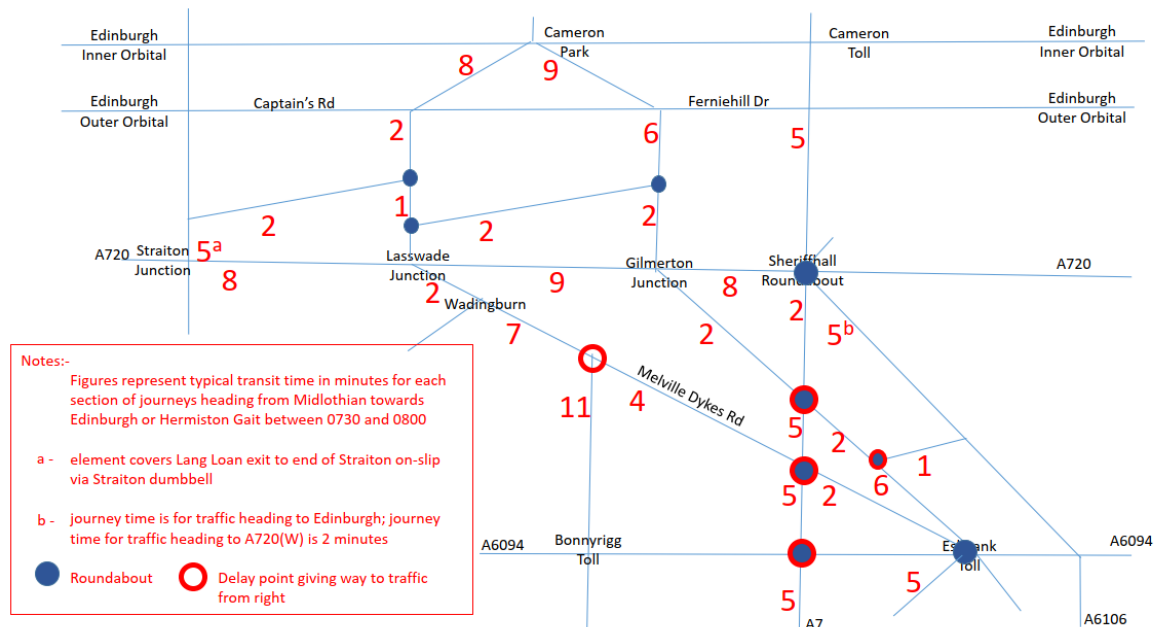 Edinburgh
Inner Orbital
Cameron
Park
Cameron
Toll
Edinburgh
Inner Orbital
8
9
Edinburgh
Outer Orbital
Captain's Rd
Ferniehill Dr
Edinburgh
Outer Orbital
2
6
5
1
2
2
2
A720
Straiton
Junction
5a
8
Lasswade
Junction
9
Gilmerton
Junction
8
Sheriffhall
Roundabout
A720
2
Wadingburn
7
2
2
5b
Melville Dykes Rd
11
4
5
2
1
6
5
2
A6094
Bonnyrigg
Toll
Eskbank
Toll
A6094
5
5
A7
A6106
Notes:-
Figures represent typical transit time in minutes for each
section of journeys heading from Midlothian towards
Edinburgh or Hermiston Gait between 0730 and 0800
a - element covers Lang Loan exit to end of Straiton on-slip
via Straiton dumbbell
b - journey time is for traffic heading to Edinburgh; journey
time for traffic heading to A720(W) is 2 minutes
Roundabout
Delay point giving way to traffic
from right